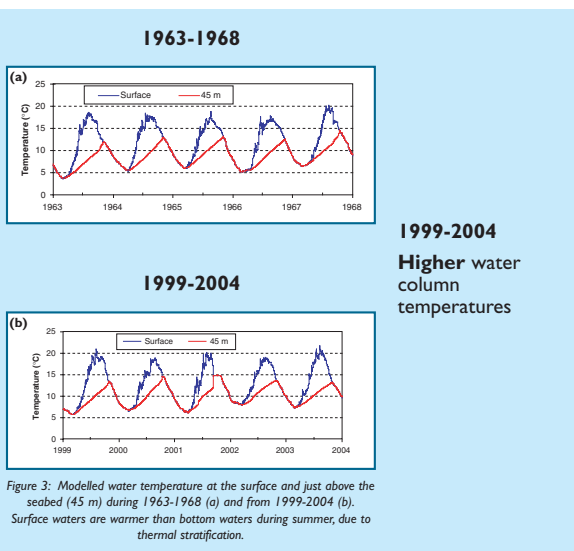 1963-1968
(a)
25
20
15
10
5
0
Temperature (°C)
Surface
45 m
1963
1964
1965
1966
1967
1968
1999-2004
Higher water
column
temperatures
1999-2004
(b)
25
20
15
10
5
0
Temperature (°C)
Surface
45 m
1999
2000
2001
2002
2003
2004
Figure 3: Modelled water temperature at the surface and just above the
seabed (45 m) during 1963-1968 (a) and from 1999-2004 (b).
Surface waters are warmer than bottom waters during summer, due to
thermal stratification.